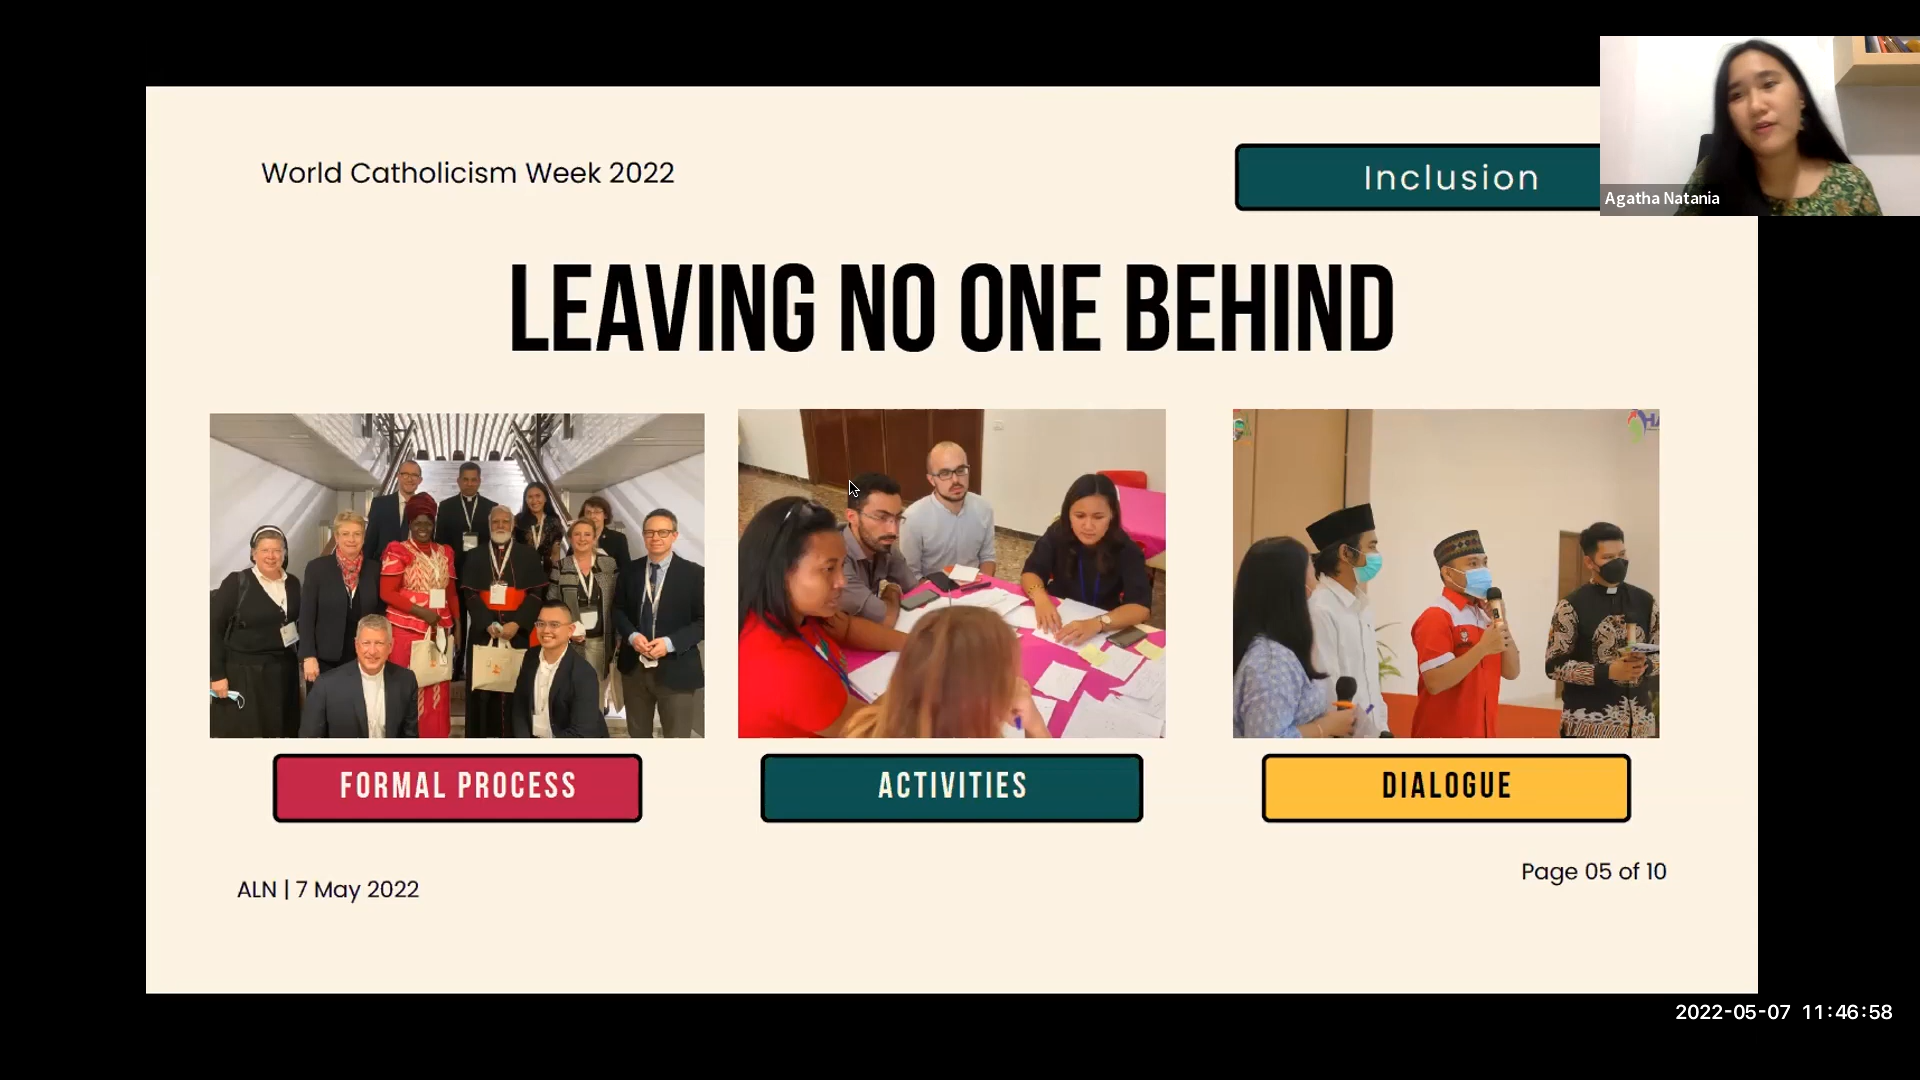 World Catholicism Week 2022
Inclusion
Agatha Natania
LEAVING NO ONE BEHIND
FORMAL PROCESS
ACTIVITIES
DIALOGUE
ALN | 7 May 2022
Page 05 of 10
2022-05-07 11:46:58